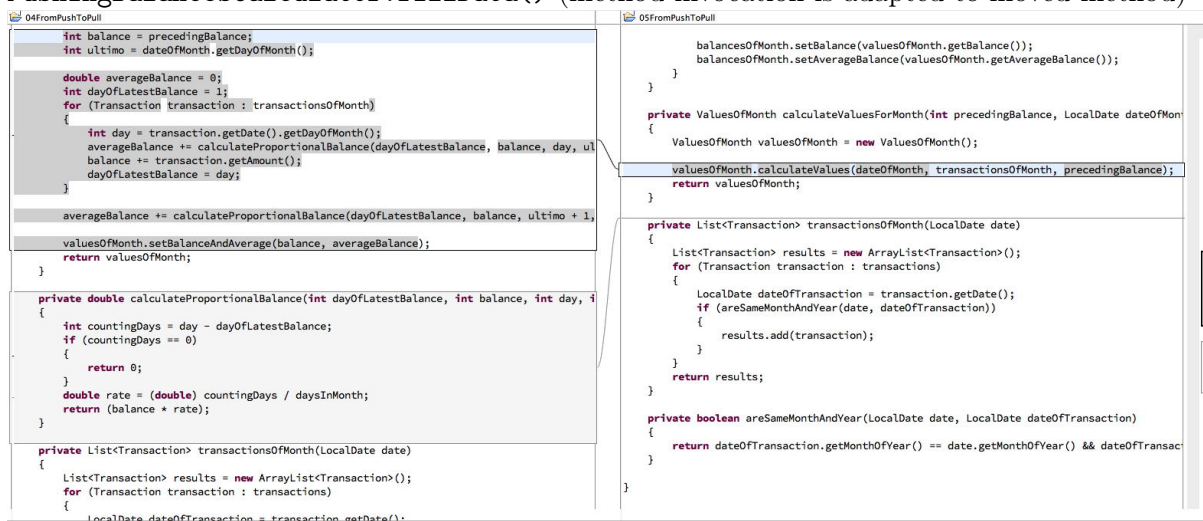 04FromPushToPull
int balance = precedingBalance;
int ultimo = dateOfMonth.getDayOfMonth();
double averageBalance = 0;
int dayOfLatestBalance = 1;
for (Transaction transaction : transactionsOfMonth)
{
int day = transaction.getDate().getDayOfMonth();
averageBalance += calculateProportionalBalance(dayOfLatestBalance, balance, day, ul
balance += transaction.getAmount();
dayOfLatestBalance = day;
}
averageBalance += calculateProportionalBalance(dayOfLatestBalance, balance, ultimo + 1,
valuesOfMonth.setBalanceAndAverage(balance, averageBalance);
return valuesOfMonth;
}
private double calculateProportionalBalance(int dayOfLatestBalance, int balance, int day, i
{
int countingDays = day - dayOfLatestBalance;
if (countingDays == 0)
{
return 0;
}
double rate = (double) countingDays / daysInMonth;
return (balance * rate);
}
private List<Transaction> transactionsOfMonth(LocalDate date)
{
List<Transaction> results = new ArrayList<Transaction>();
for (Transaction transaction : transactions)
{
LocalDate dateOfTransaction = transaction.getDate();
05FromPushToPull
balancesOfMonth.setBalance(valuesOfMonth.getBalance());
balancesOfMonth.setAverageBalance(valuesOfMonth.getAverageBalance());
}
}
private ValuesOfMonth calculateValuesForMonth(int precedingBalance, LocalDate dateOfMon
{
ValuesOfMonth valuesOfMonth = new ValuesOfMonth();
valuesOfMonth.calculateValues(dateOfMonth, transactionsOfMonth, precedingBalance);
return valuesOfMonth;
}
private List<Transaction> transactionsOfMonth(LocalDate date)
{
List<Transaction> results = new ArrayList<Transaction>();
for (Transaction transaction : transactions)
{
LocalDate dateOfTransaction = transaction.getDate();
if (areSameMonthAndYear(date, dateOfTransaction))
{
results.add(transaction);
}
}
return results;
}
private boolean areSameMonthAndYear(LocalDate date, LocalDate dateOfTransaction)
{
return dateOfTransaction.getMonthOfYear() == date.getMonthOfYear() && dateOfTransac
}
}